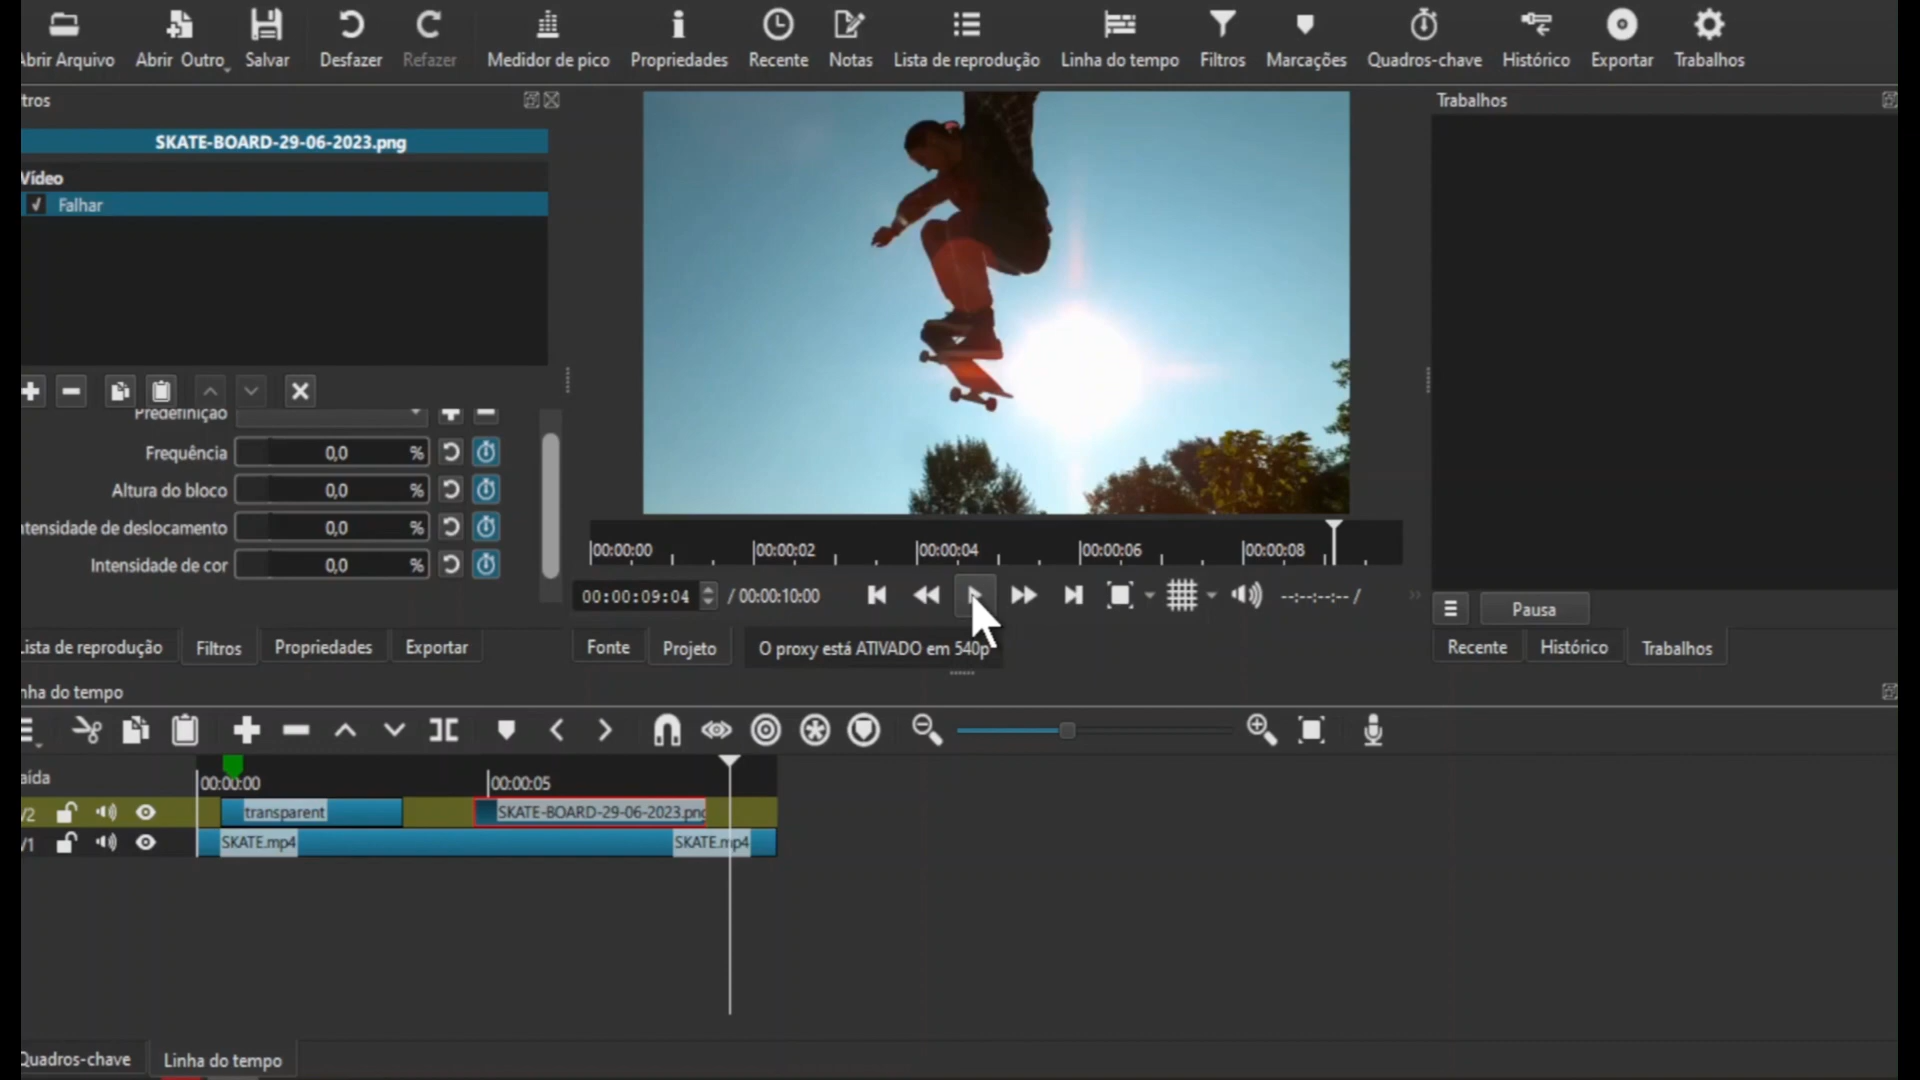 Abrir Arquivo
Abrir Outro
Salvar
Desfazer
Refazer
Medidor de pico
Propriedades
Recente
Notas
Lista de reprodução
Linha do tempo
Filtros
Marcações
Quadros-chave
Histórico
Exportar
Trabalhos
tros
Trabalhos
SKATE-BOARD-29-06-2023.png
Vídeo
Falhar
Predefinição
Frequência 0,0 %
Altura do bloco 0,0 %
ntensidade de deslocamento 0,0 %
Intensidade de cor 0,0 %
00:00:00
00:00:02
00:00:04
00:00:06
00:00:08
00:00:09:04 / 00:00:10:00
--:--:--:-- /
Pausa
Lista de reprodução
Filtros
Propriedades
Exportar
Fonte
Projeto
O proxy está ATIVADO em 540p
Recente
Histórico
Trabalhos
nha do tempo
aída
00:00:00
00:00:05
V2
transparent
SKATE-BOARD-29-06-2023.png
V1
SKATE.mp4
SKATE.mp4
Quadros-chave
Linha do tempo